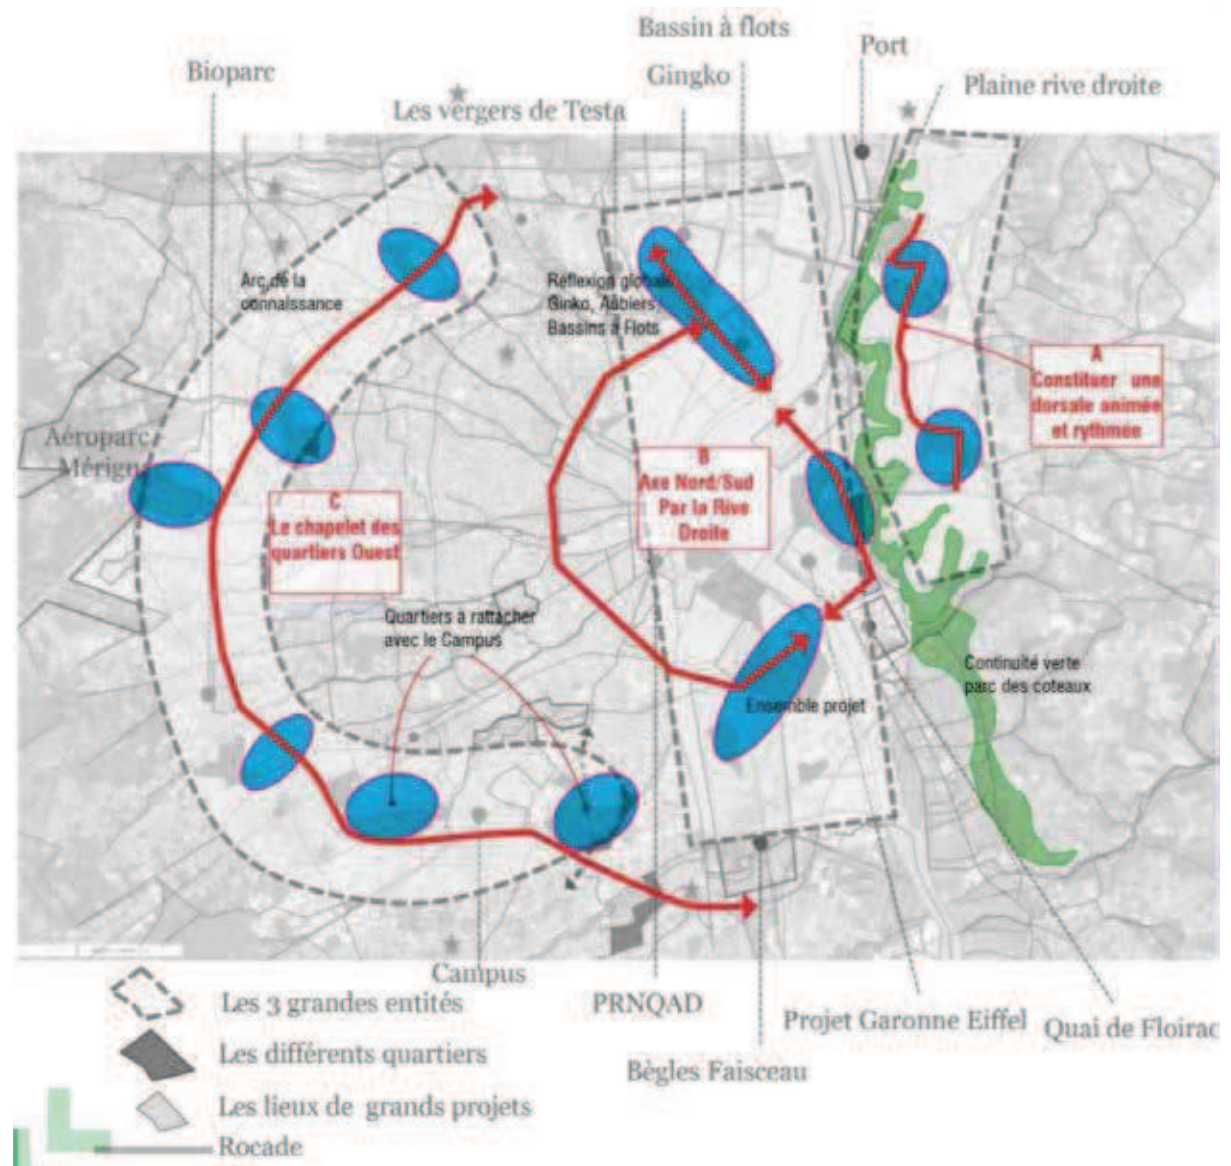 Bassin à flots
Port
Bioparc
Gingko
Plaine rive droite
Les vergers de Testa
Arc de la
connaissance
Réflexion globale
Ginko, Aubiers,
Bassins à Flots
A
Constituer une
dorsale animée
et rythmée
Aéroparc
Mérign
B
Axe Nord/Sud
Par la Rive
Droite
C
Le chapelet des
quartiers Ouest
Quartiers à rattacher
avec le Campus
Continuité verte
parc des coteaux
Ensemble projet
Campus
Les 3 grandes entités
PRNQAD
Projet Garonne Eiffel
Quai de Floirac
Les différents quartiers
Bègles Faisceau
Les lieux de grands projets
Rocade